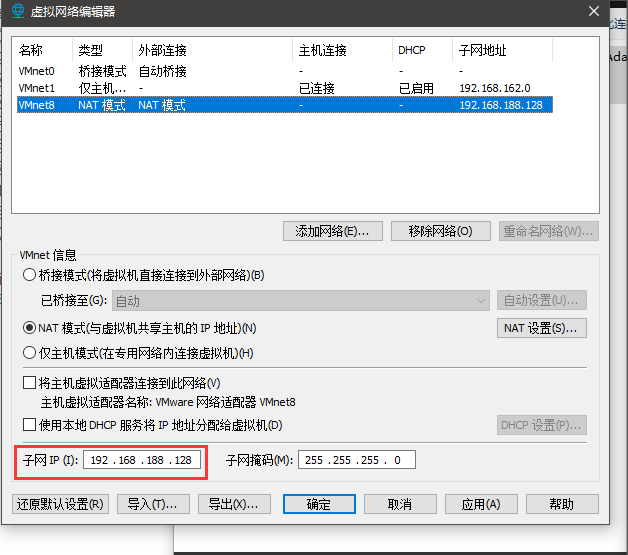 虚拟网络编辑器
名称 类型 外部连接 主机连接 DHCP 子网地址
VMnet0 桥接模式 自动桥接 - - -
VMnet1 仅主机... - 已连接 已启用 192.168.162.0
VMnet8 NAT 模式 NAT 模式 - - 192.168.188.128
添加网络(E)... 移除网络(O) 重命名网络(W)...
VMnet 信息
桥接模式(将虚拟机直接连接到外部网络)(B)
已桥接至(G): 自动 自动设置(U)...
NAT 模式(与虚拟机共享主机的 IP 地址)(N) NAT 设置(S)...
仅主机模式(在专用网络内连接虚拟机)(H)
将主机虚拟适配器连接到此网络(V)
主机虚拟适配器名称: VMware 网络适配器 VMnet8
使用本地 DHCP 服务将 IP 地址分配给虚拟机(D) DHCP 设置(P)...
子网 IP (I): 192 .168 .188 .128 子网掩码(M): 255 .255 .255 . 0
还原默认设置(R) 导入(T)... 导出(X)... 确定 取消 应用(A) 帮助